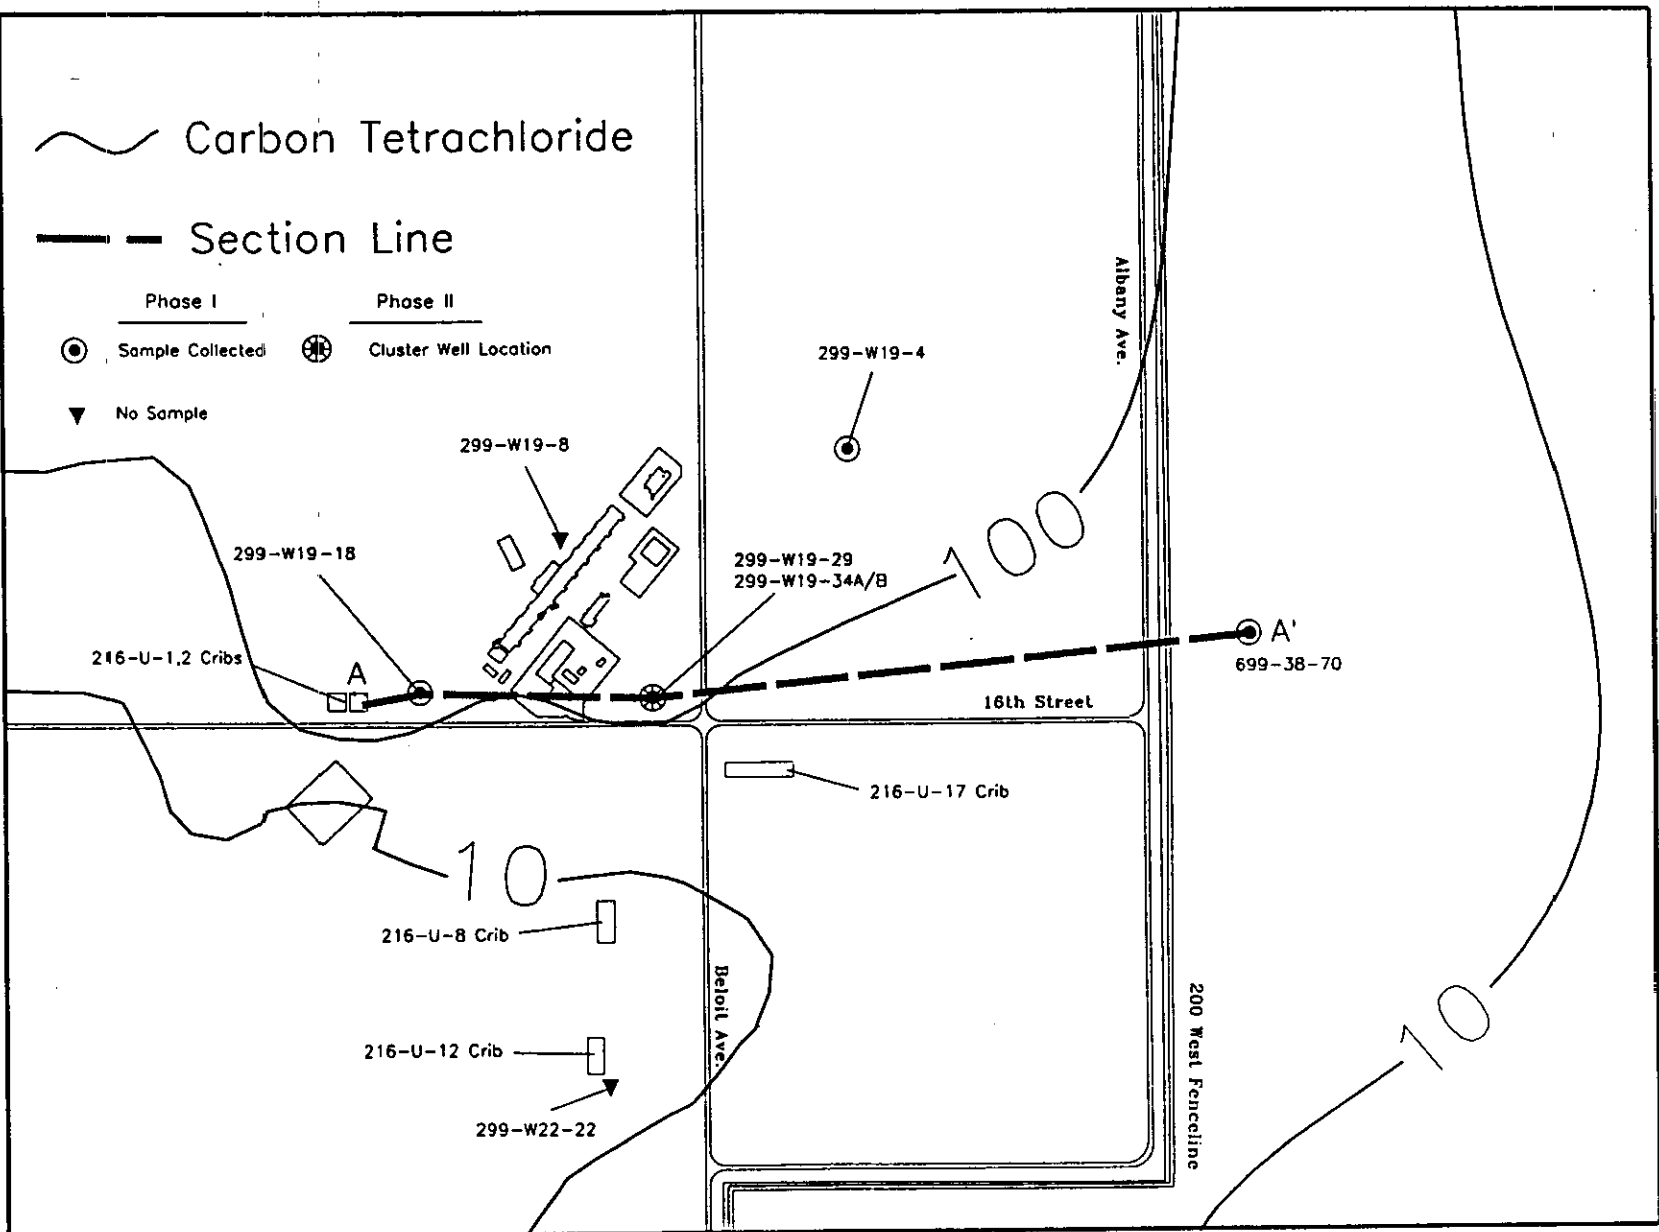 Carbon Tetrachloride
Section Line
Phase I
Phase II
Sample Collected
Cluster Well Location
No Sample
299-W19-4
Albany Ave.
299-W19-8
100
299-W19-18
299-W19-29
299-W19-34A/B
216-U-1,2 Cribs
A
A'
699-38-70
16th Street
216-U-17 Crib
10
216-U-8 Crib
Beloit Ave.
200 West Fenceline
10
216-U-12 Crib
299-W22-22